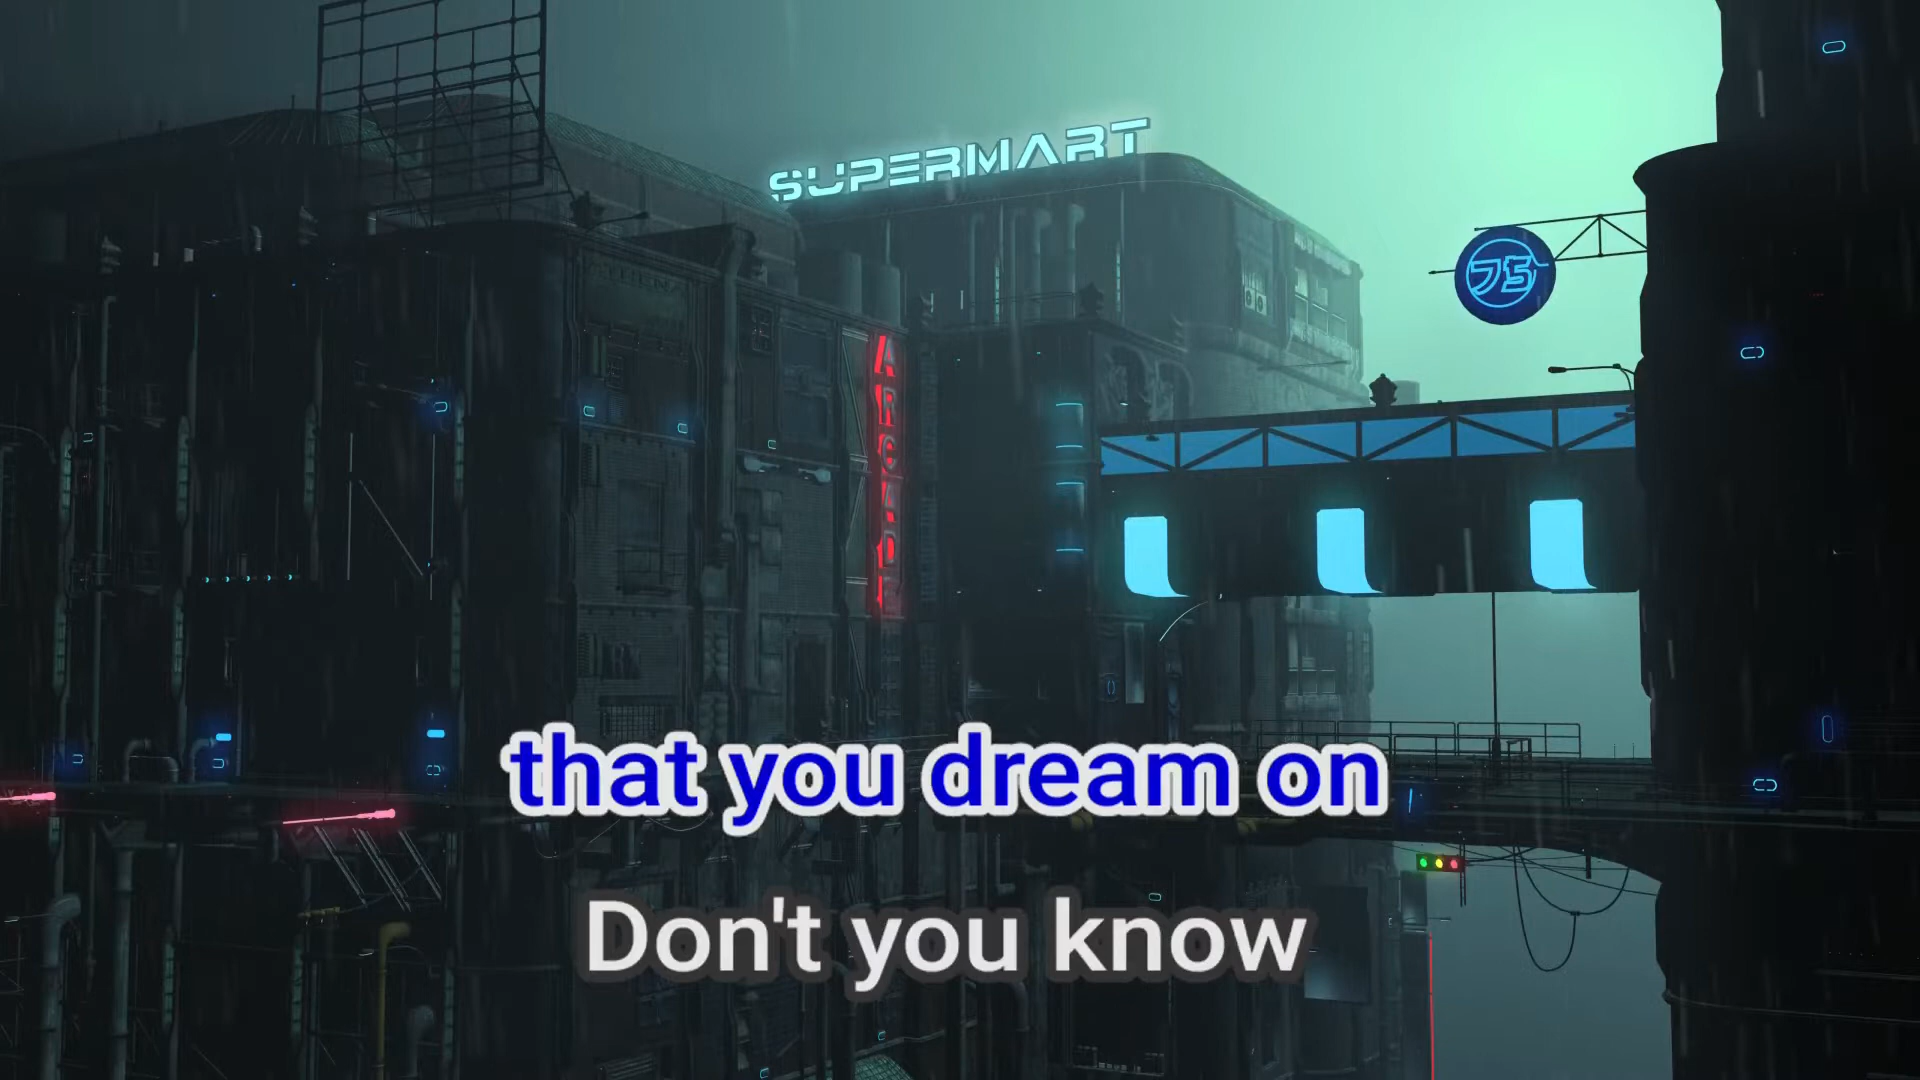 SUPERMART
75
ARCADE
that you dream on
Don't you know